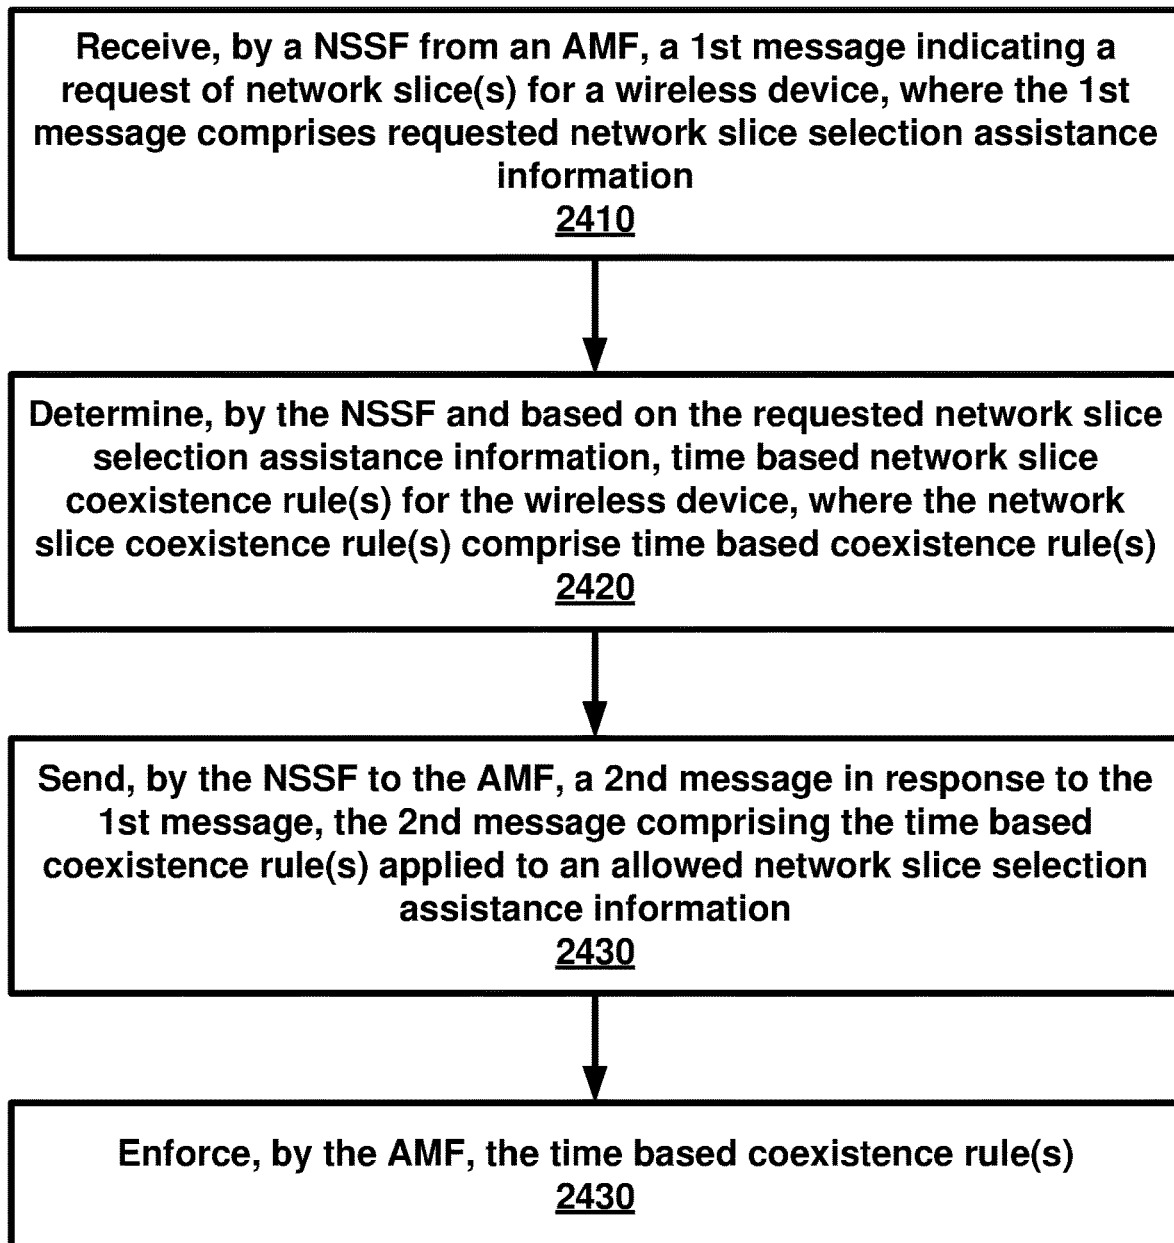 Receive, by a NSSF from an AMF, a 1st message indicating a
request of network slice(s) for a wireless device, where the 1st
message comprises requested network slice selection assistance
information
2410
Determine, by the NSSF and based on the requested network slice
selection assistance information, time based network slice
coexistence rule(s) for the wireless device, where the network
slice coexistence rule(s) comprise time based coexistence rule(s)
2420
Send, by the NSSF to the AMF, a 2nd message in response to the
1st message, the 2nd message comprising the time based
coexistence rule(s) applied to an allowed network slice selection
assistance information
2430
Enforce, by the AMF, the time based coexistence rule(s)
2430